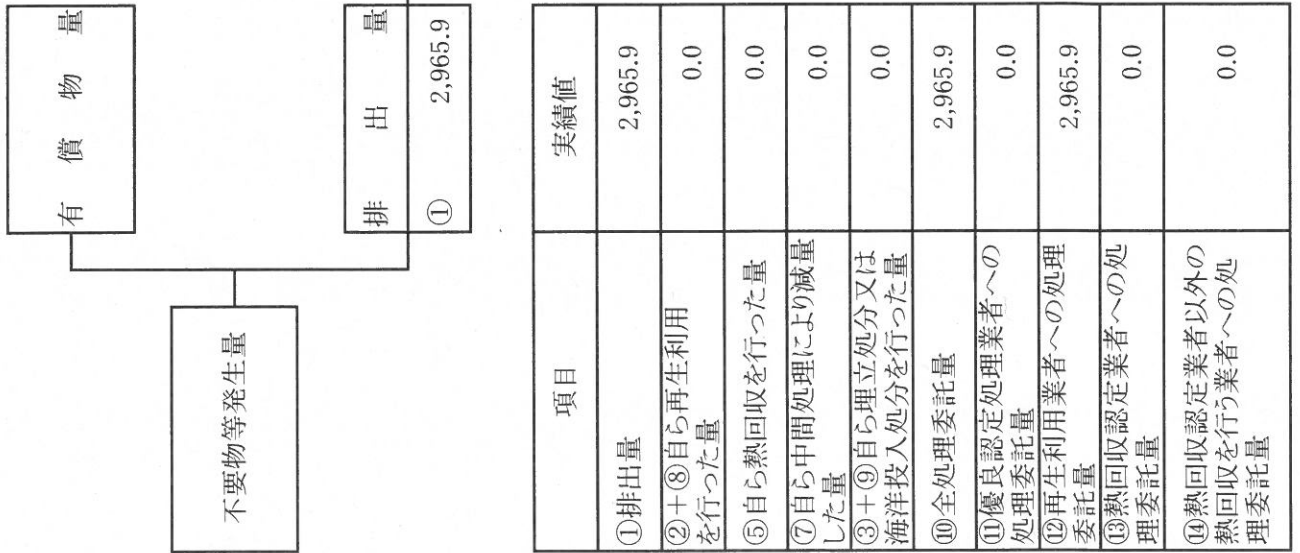 有償物量
不要物等発生量
排出量
① 2,965.9
項目 実績値
①排出量 2,965.9
②+⑧自ら再生利用
を行った量 0.0
⑤自ら熱回収を行った量 0.0
⑦自ら中間処理により減量
した量 0.0
③+⑨自ら埋立処分又は
海洋投入処分を行った量 0.0
⑩全処理委託量 2,965.9
⑪優良認定処理業者への
処理委託量 0.0
⑫再生利用業者への処理
委託量 2,965.9
⑬熱回収認定業者への処
理委託量 0.0
⑭熱回収認定業者以外の
熱回収を行う業者への処
理委託量 0.0